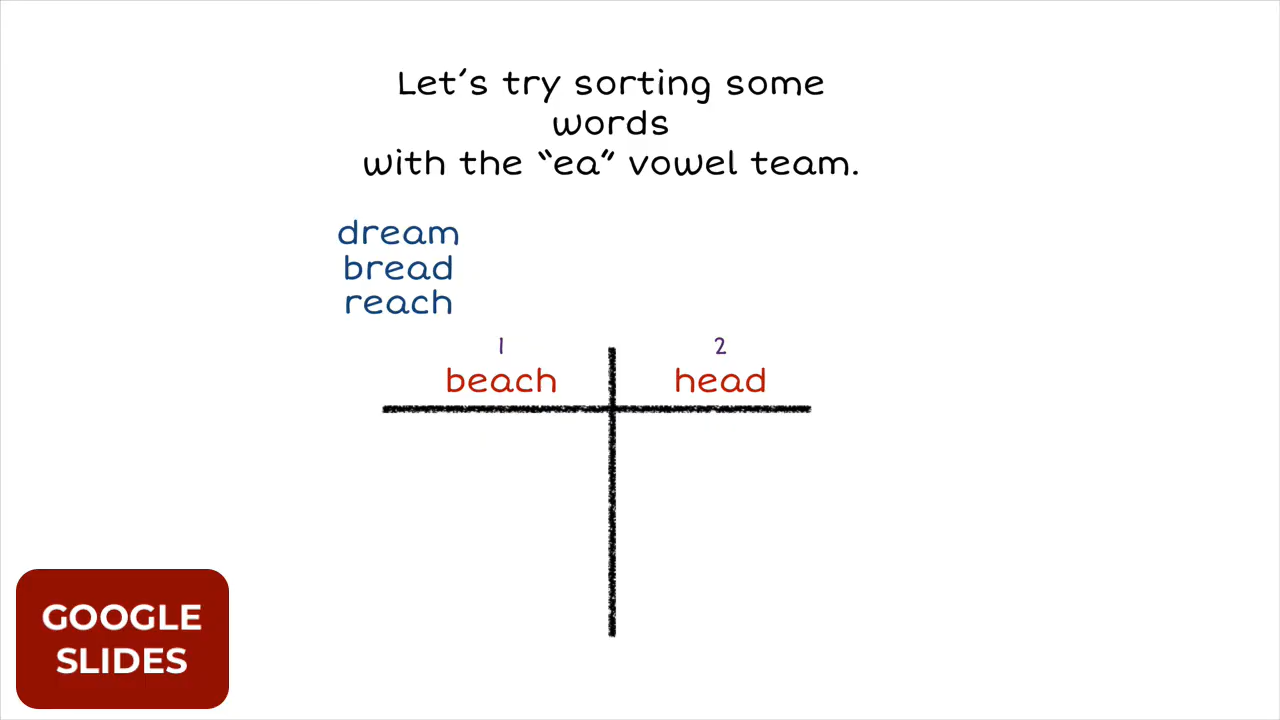 Let's try sorting some
words
with the “ea” vowel team.
dream
bread
reach
1
2
beach
head
GOOGLE
SLIDES